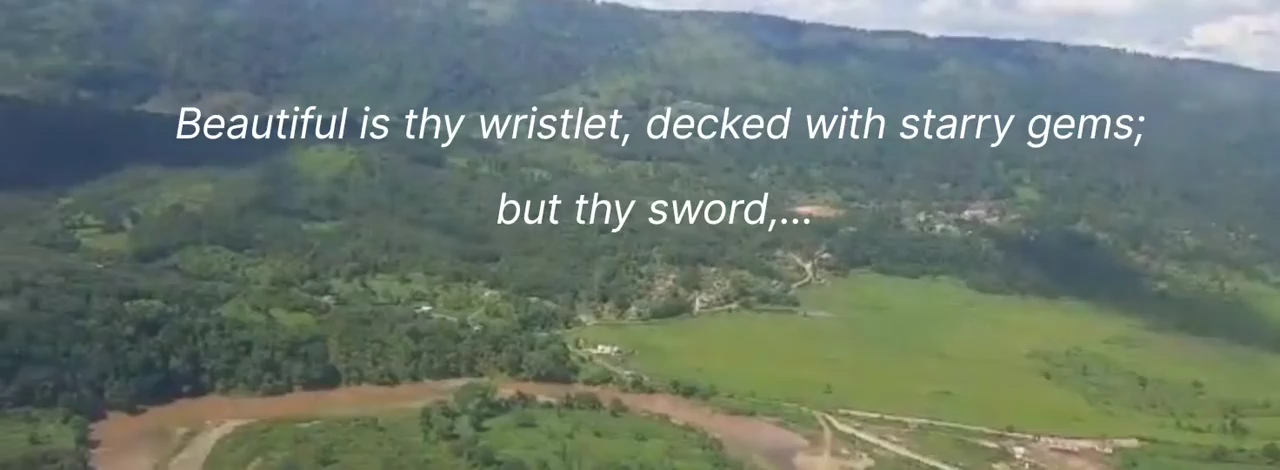 Beautiful is thy wristlet, decked with starry gems;
but thy sword,...